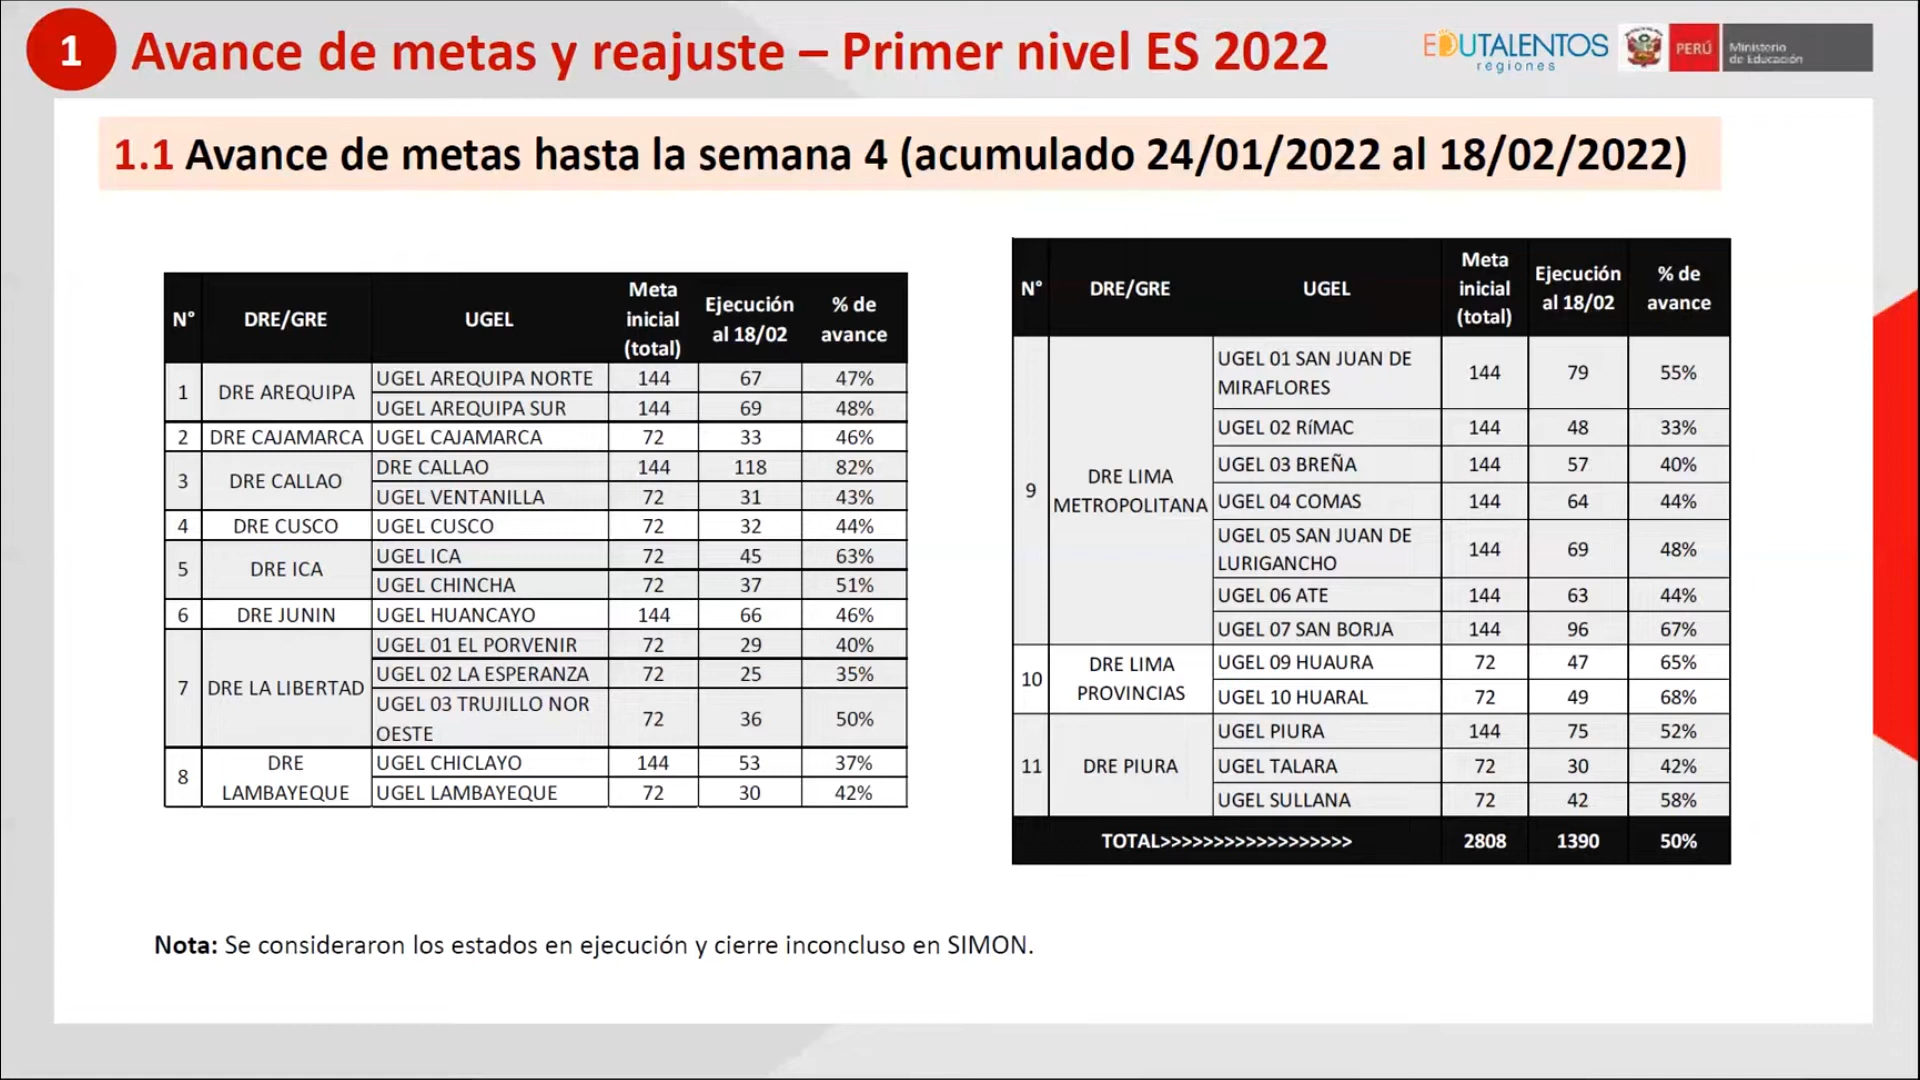 1 Avance de metas y reajuste – Primer nivel ES 2022
EDUTALENTOS
regiones
PERÚ
Ministerio
de Educación
1.1 Avance de metas hasta la semana 4 (acumulado 24/01/2022 al 18/02/2022)
N° DRE/GRE UGEL Meta inicial (total) Ejecución al 18/02 % de avance
1 DRE AREQUIPA UGEL AREQUIPA NORTE 144 67 47%
UGEL AREQUIPA SUR 144 69 48%
2 DRE CAJAMARCA UGEL CAJAMARCA 72 33 46%
3 DRE CALLAO DRE CALLAO 144 118 82%
UGEL VENTANILLA 72 31 43%
4 DRE CUSCO UGEL CUSCO 72 32 44%
5 DRE ICA UGEL ICA 72 45 63%
UGEL CHINCHA 72 37 51%
6 DRE JUNIN UGEL HUANCAYO 144 66 46%
7 DRE LA LIBERTAD UGEL 01 EL PORVENIR 72 29 40%
UGEL 02 LA ESPERANZA 72 25 35%
UGEL 03 TRUJILLO NOR OESTE 72 36 50%
8 DRE LAMBAYEQUE UGEL CHICLAYO 144 53 37%
UGEL LAMBAYEQUE 72 30 42%
N° DRE/GRE UGEL Meta inicial (total) Ejecución al 18/02 % de avance
9 DRE LIMA METROPOLITANA UGEL 01 SAN JUAN DE MIRAFLORES 144 79 55%
UGEL 02 RíMAC 144 48 33%
UGEL 03 BREÑA 144 57 40%
UGEL 04 COMAS 144 64 44%
UGEL 05 SAN JUAN DE LURIGANCHO 144 69 48%
UGEL 06 ATE 144 63 44%
UGEL 07 SAN BORJA 144 96 67%
10 DRE LIMA PROVINCIAS UGEL 09 HUAURA 72 47 65%
UGEL 10 HUARAL 72 49 68%
11 DRE PIURA UGEL PIURA 144 75 52%
UGEL TALARA 72 30 42%
UGEL SULLANA 72 42 58%
TOTAL>>>>>>>>>>>>>>>>>> 2808 1390 50%
Nota: Se consideraron los estados en ejecución y cierre inconcluso en SIMON.